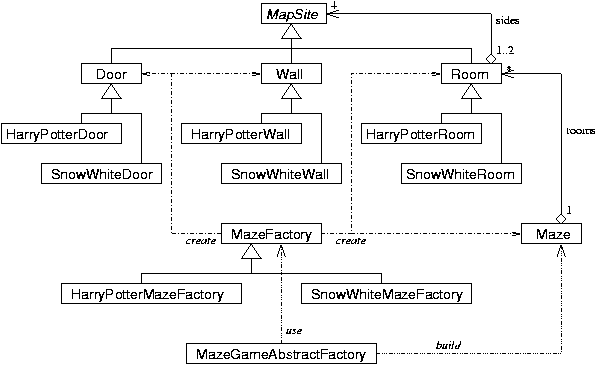 MapSite
4
sides
1..2
Door
Wall
Room
*
HarryPotterDoor
HarryPotterWall
HarryPotterRoom
rooms
SnowWhiteDoor
SnowWhiteWall
SnowWhiteRoom
1
create
MazeFactory
create
Maze
HarryPotterMazeFactory
SnowWhiteMazeFactory
use
build
MazeGameAbstractFactory